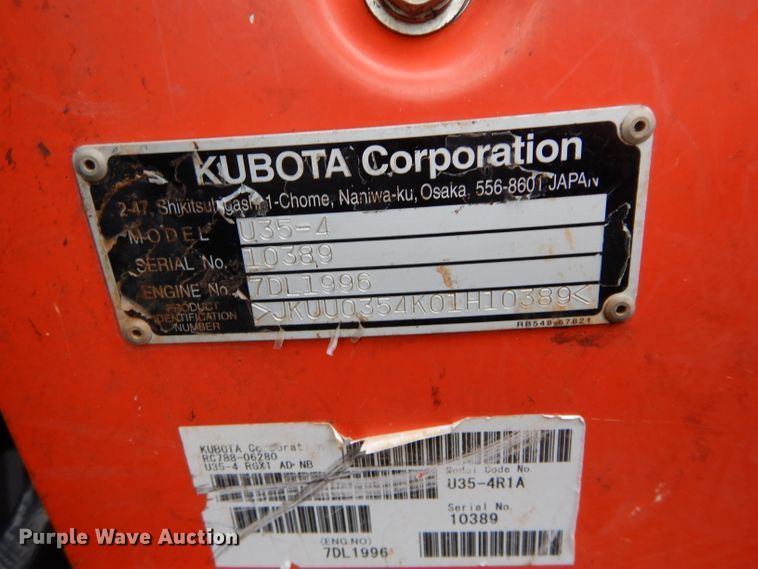 KUBOTA Corporation
2-47, Shikitsuhigashi 1-Chome, Naniwa-ku, Osaka, 556-8601 JAPAN
MODEL U35-4
SERIAL No. 10389
ENGINE No. 7DL1996
PRODUCT IDENTIFICATION NUMBER >JKUU0354K01H10389<
RB548-57821
KUBOTA Corporat
RC788-06280
U35-4 RGX1 AD NB
Model Code No.
U35-4R1A
Serial No.
10389
(ENG.NO)
7DL1996
Purple Wave Auction